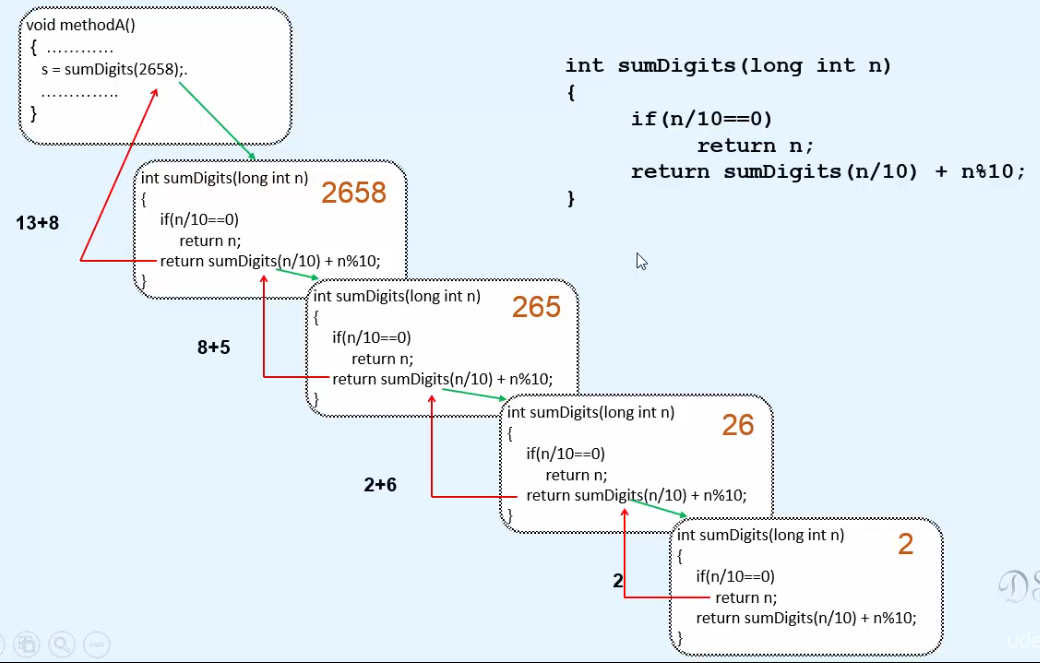 void methodA()
{ …………
s = sumDigits(2658);.
…………..
}
int sumDigits(long int n)
{
if(n/10==0)
return n;
return sumDigits(n/10) + n%10;
}
13+8
int sumDigits(long int n)
2658
{
if(n/10==0)
return n;
return sumDigits(n/10) + n%10;
}
8+5
int sumDigits(long int n)
265
{
if(n/10==0)
return n;
return sumDigits(n/10) + n%10;
}
2+6
int sumDigits(long int n)
26
{
if(n/10==0)
return n;
return sumDigits(n/10) + n%10;
}
2
int sumDigits(long int n)
2
{
if(n/10==0)
return n;
return sumDigits(n/10) + n%10;
}
DS
ude